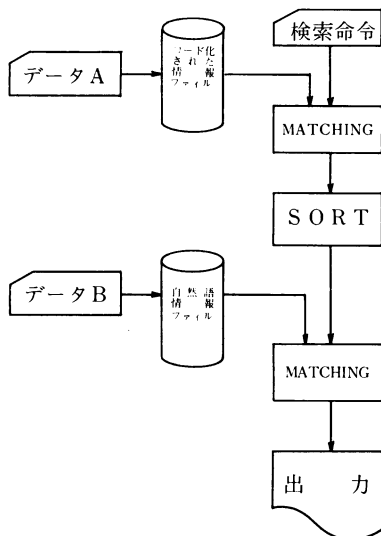 検索命令
データA
コード化
された
情報
ファイル
MATCHING
SORT
データB
自然語
情報
ファイル
MATCHING
出力